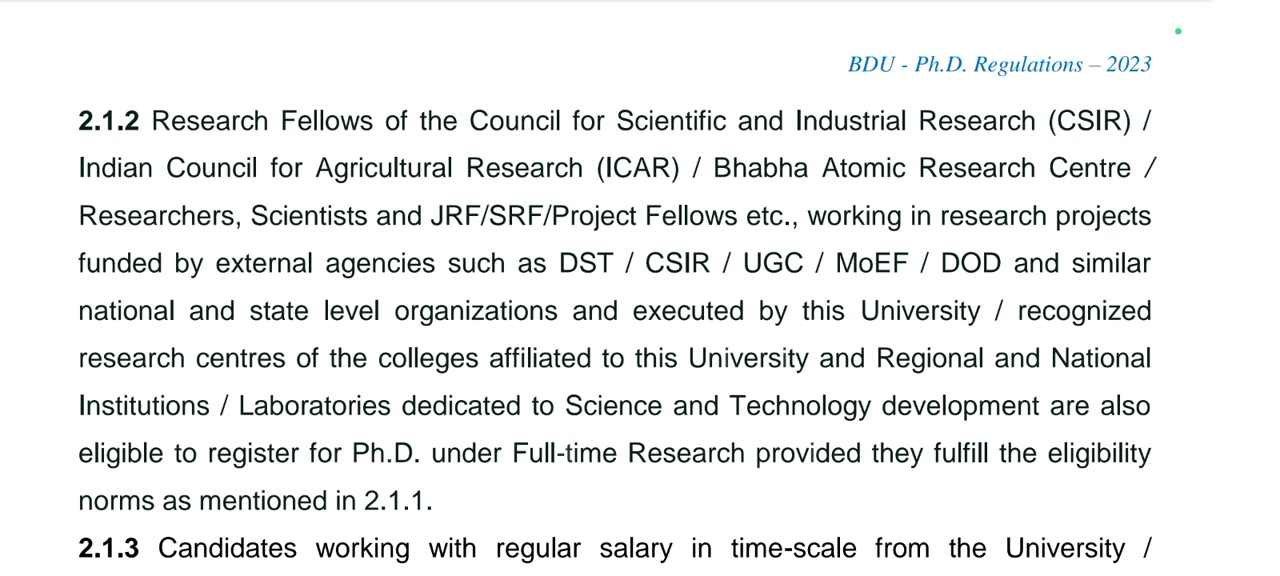 BDU - Ph.D. Regulations – 2023
2.1.2 Research Fellows of the Council for Scientific and Industrial Research (CSIR) /
Indian Council for Agricultural Research (ICAR) / Bhabha Atomic Research Centre /
Researchers, Scientists and JRF/SRF/Project Fellows etc., working in research projects
funded by external agencies such as DST / CSIR / UGC / MoEF / DOD and similar
national and state level organizations and executed by this University / recognized
research centres of the colleges affiliated to this University and Regional and National
Institutions / Laboratories dedicated to Science and Technology development are also
eligible to register for Ph.D. under Full-time Research provided they fulfill the eligibility
norms as mentioned in 2.1.1.
2.1.3 Candidates working with regular salary in time-scale from the University /